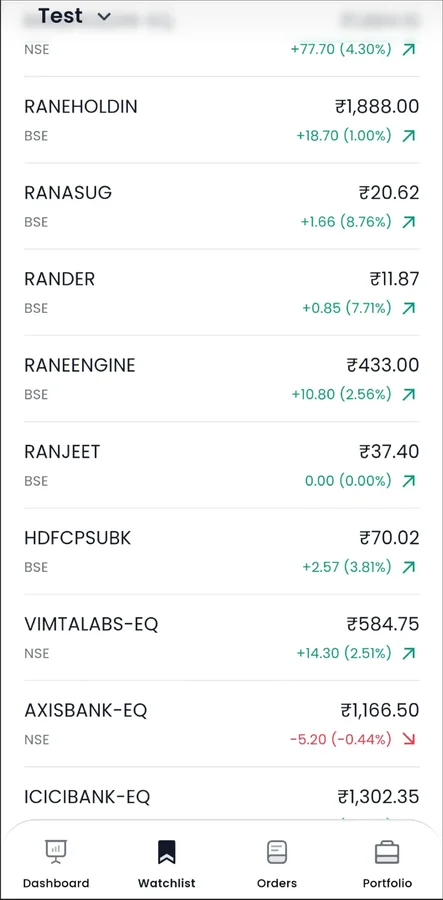 Test
NSE +77.70 (4.30%)
RANEHOLDIN ₹1,888.00
BSE +18.70 (1.00%)
RANASUG ₹20.62
BSE +1.66 (8.76%)
RANDER ₹11.87
BSE +0.85 (7.71%)
RANEENGINE ₹433.00
BSE +10.80 (2.56%)
RANJEET ₹37.40
BSE 0.00 (0.00%)
HDFCPSUBK ₹70.02
BSE +2.57 (3.81%)
VIMTALABS-EQ ₹584.75
NSE +14.30 (2.51%)
AXISBANK-EQ ₹1,166.50
NSE -5.20 (-0.44%)
ICICIBANK-EQ ₹1,302.35
Dashboard Watchlist Orders Portfolio